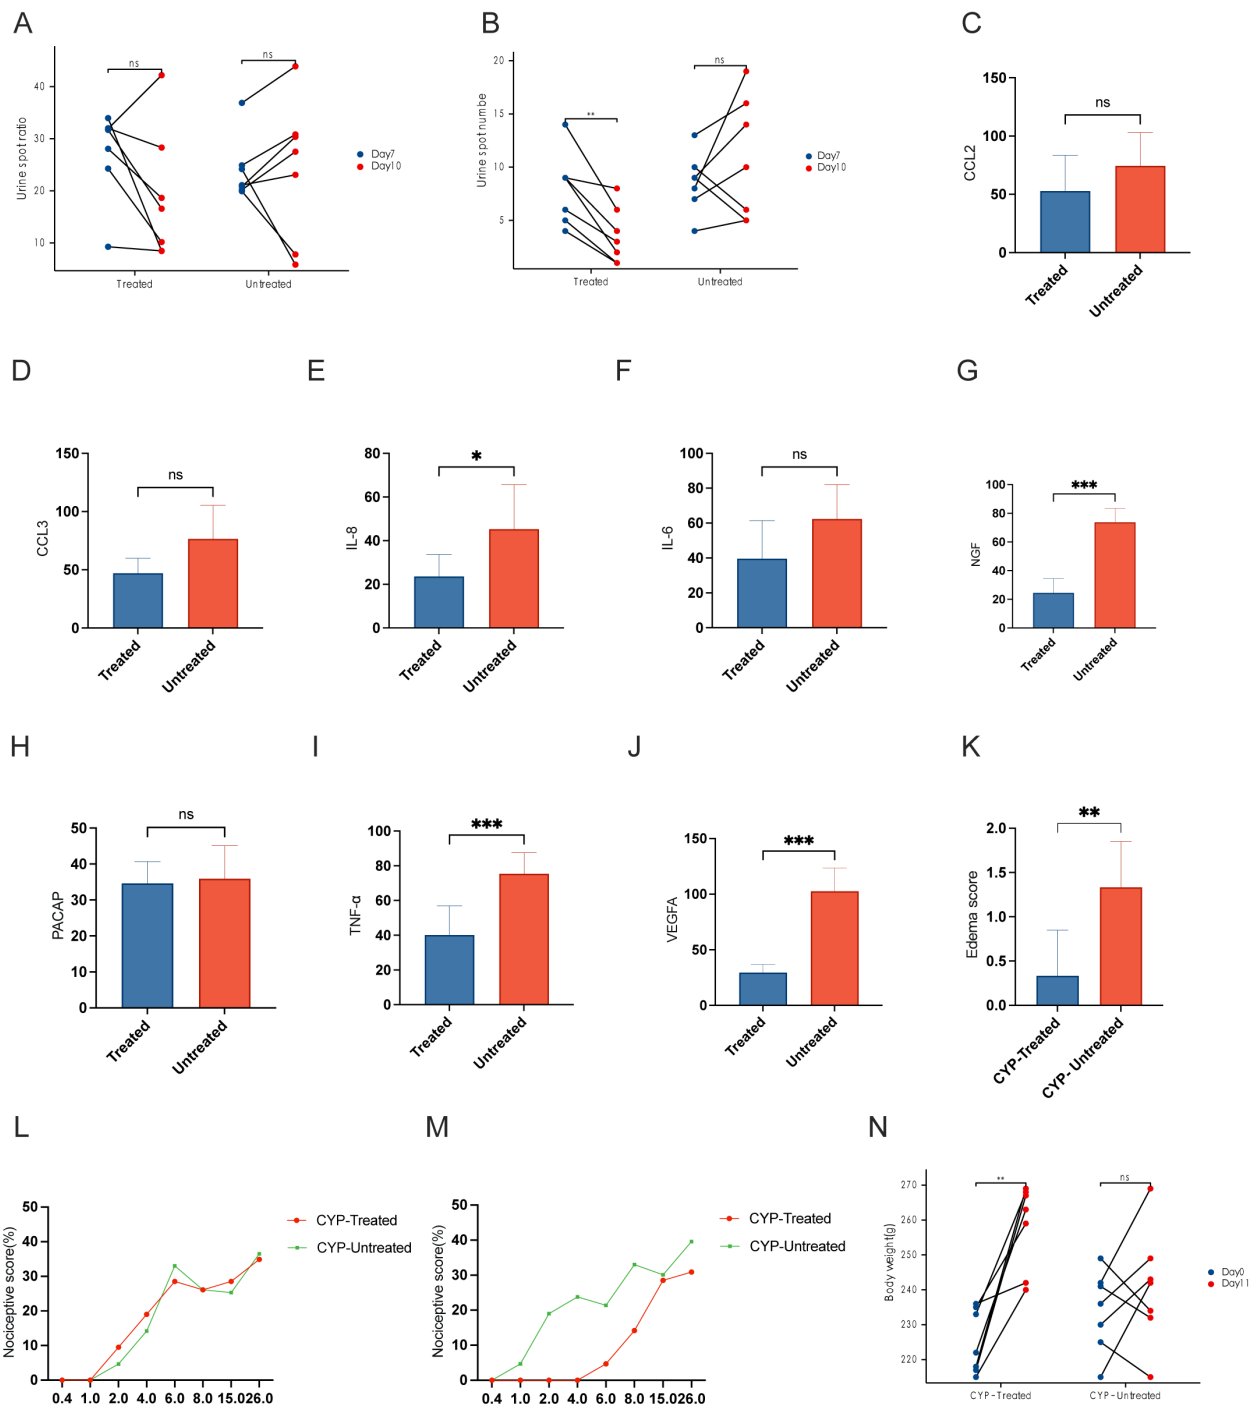 A
B
C
ns
ns
Urine spot ratio
40
30
20
10
Treated
Untreated
Day7
Day10
**
ns
Urine spot number
20
15
10
5
Treated
Untreated
Day7
Day10
ns
CCL2
150
100
50
0
Treated
Untreated
D
E
F
G
ns
CCL3
150
100
50
0
Treated
Untreated
*
IL-8
80
60
40
20
0
Treated
Untreated
ns
IL-6
100
80
60
40
20
0
Treated
Untreated
***
NGF
100
80
60
40
20
0
Treated
Untreated
H
I
J
K
ns
PACAP
50
40
30
20
10
0
Treated
Untreated
***
TNF-α
100
80
60
40
20
0
Treated
Untreated
***
VEGFA
150
100
50
0
Treated
Untreated
**
Edema score
2.0
1.5
1.0
0.5
0.0
CYP-Treated
CYP- Untreated
L
M
N
Nociceptive score(%)
50
40
30
20
10
0
0.4 1.0 2.0 4.0 6.0 8.0 15.0 26.0
CYP-Treated
CYP-Untreated
Nociceptive score(%)
50
40
30
20
10
0
0.4 1.0 2.0 4.0 6.0 8.0 15.0 26.0
CYP-Treated
CYP-Untreated
**
ns
Body weight(g)
270
260
250
240
230
220
CYP-Treated
CYP-Untreated
Day0
Day11